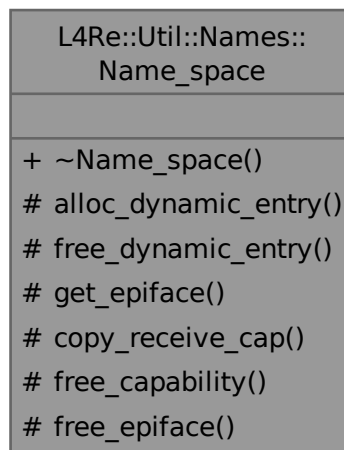 L4Re::Util::Names::
Name_space
+ ~Name_space()
# alloc_dynamic_entry()
# free_dynamic_entry()
# get_epiface()
# copy_receive_cap()
# free_capability()
# free_epiface()